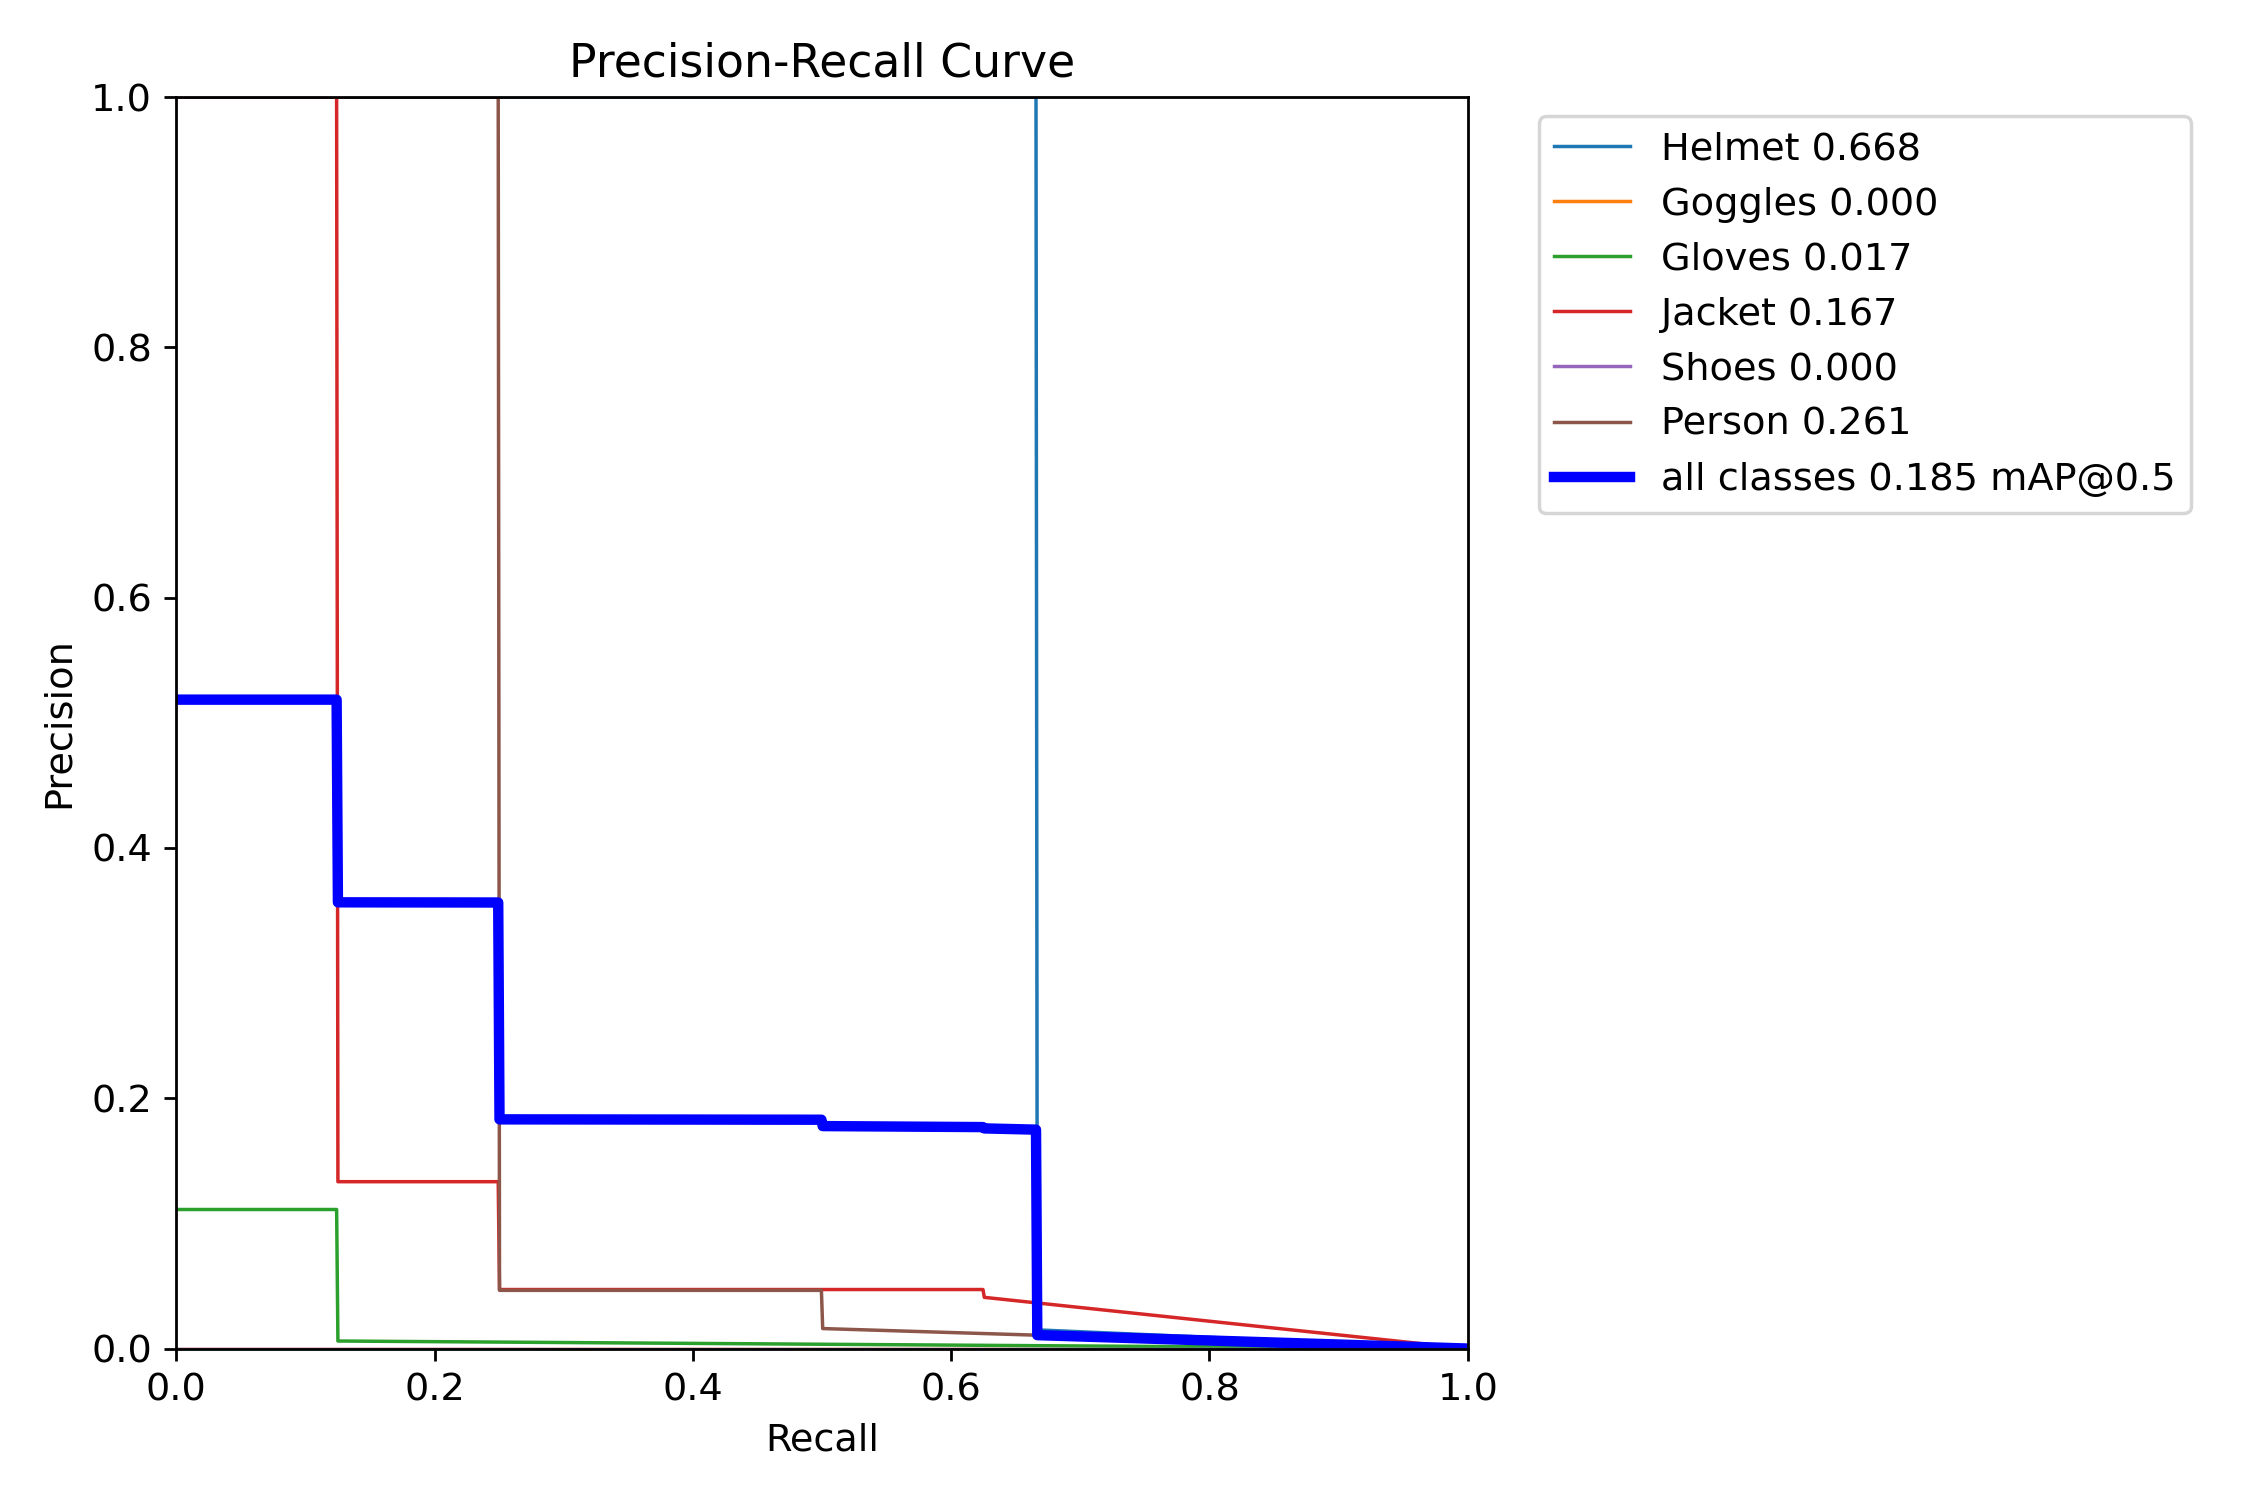 Precision-Recall Curve
1.0
0.8
0.6
0.4
0.2
0.0
Precision
0.0 0.2 0.4 0.6 0.8 1.0
Recall
Helmet 0.668
Goggles 0.000
Gloves 0.017
Jacket 0.167
Shoes 0.000
Person 0.261
all classes 0.185 mAP@0.5